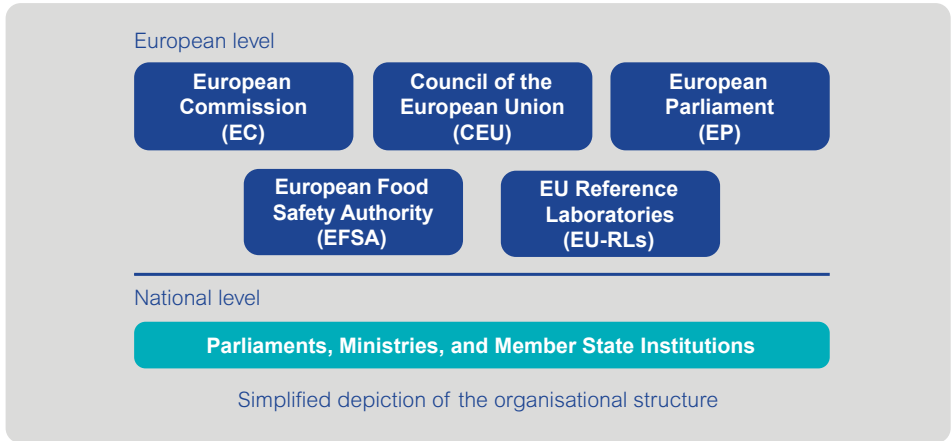 European level
European
Commission
(EC)
Council of the
European Union
(CEU)
European
Parliament
(EP)
European Food
Safety Authority
(EFSA)
EU Reference
Laboratories
(EU-RLs)
National level
Parliaments, Ministries, and Member State Institutions
Simplified depiction of the organisational structure